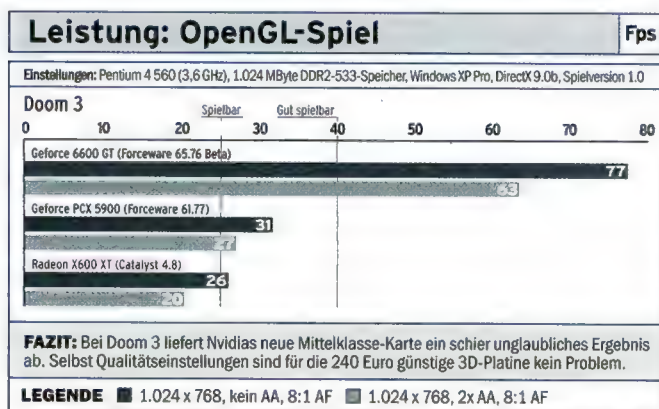 Leistung: OpenGL-Spiel
Fps
Einstellungen: Pentium 4 560 (3,6 GHz), 1.024 MByte DDR2-533-Speicher, Windows XP Pro, DirectX 9.0b, Spielversion 1.0
Doom 3
Spielbar
Gut spielbar
0 10 20 30 40 50 60 70 80
Geforce 6600 GT (Forceware 65.76 Beta)
77
63
Geforce PCX 5900 (Forceware 61.77)
31
27
Radeon X600 XT (Catalyst 4.8)
26
20
FAZIT: Bei Doom 3 liefert Nvidias neue Mittelklasse-Karte ein schier unglaubliches Ergebnis
ab. Selbst Qualitätseinstellungen sind für die 240 Euro günstige 3D-Platine kein Problem.
LEGENDE 1.024 x 768, kein AA, 8:1 AF 1.024 x 768, 2x AA, 8:1 AF